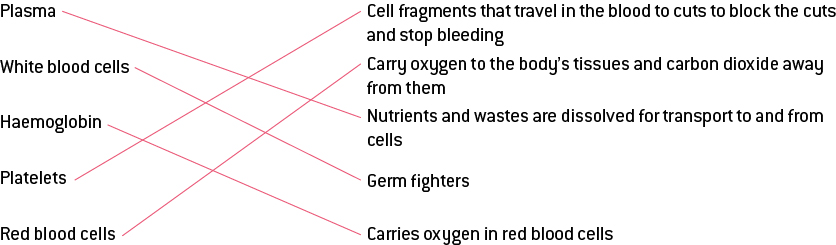 Plasma
White blood cells
Haemoglobin
Platelets
Red blood cells
Cell fragments that travel in the blood to cuts to block the cuts
and stop bleeding
Carry oxygen to the body’s tissues and carbon dioxide away
from them
Nutrients and wastes are dissolved for transport to and from
cells
Germ fighters
Carries oxygen in red blood cells